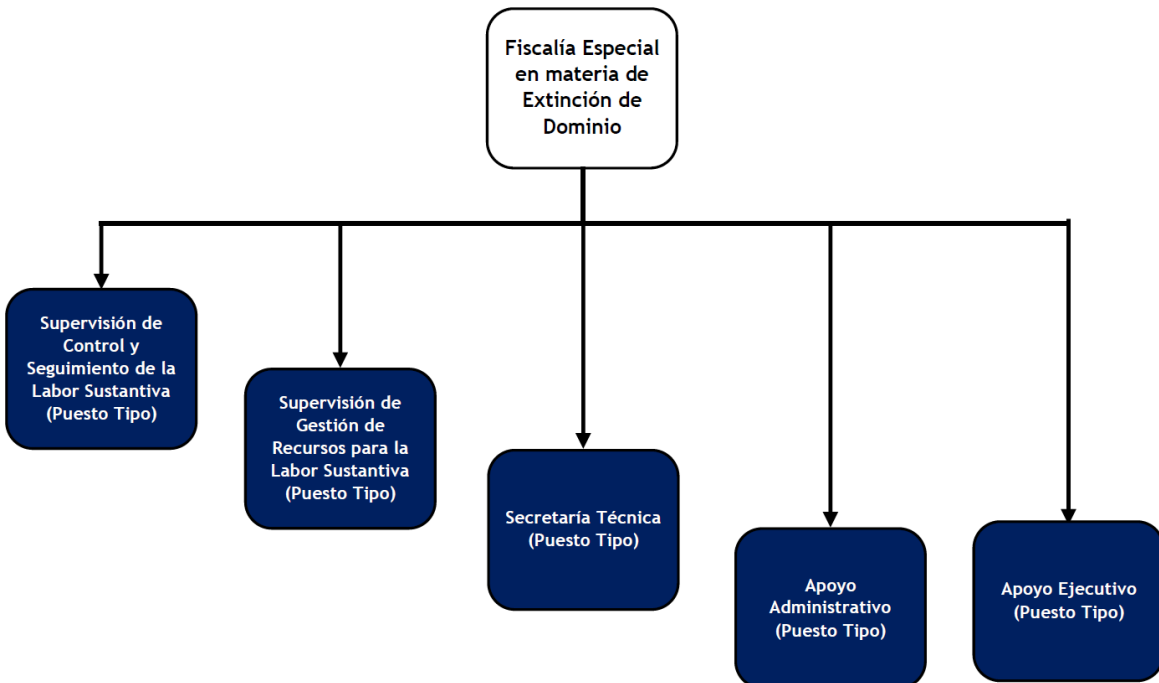 Fiscalía Especial
en materia de
Extinción de
Dominio
Supervisión de
Control y
Seguimiento de la
Labor Sustantiva
(Puesto Tipo)
Supervisión de
Gestión de
Recursos para la
Labor Sustantiva
(Puesto Tipo)
Secretaría Técnica
(Puesto Tipo)
Apoyo
Administrativo
(Puesto Tipo)
Apoyo Ejecutivo
(Puesto Tipo)